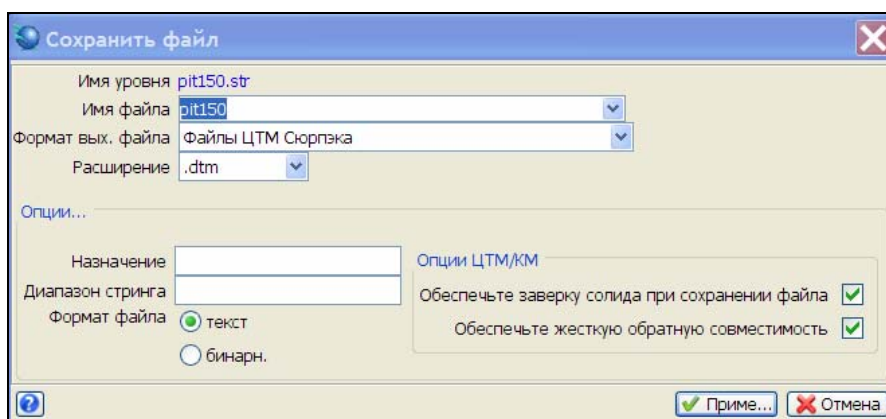 Сохранить файл
Имя уровня pit150.str
Имя файла pit150
Формат вых. файла Файлы ЦТМ Сюрпэка
Расширение .dtm
Опции...
Назначение
Диапазон стринга
Формат файла текст
бинарн.
Опции ЦТМ/КМ
Обеспечьте заверку солида при сохранении файла
Обеспечьте жесткую обратную совместимость
? Приме... Отмена